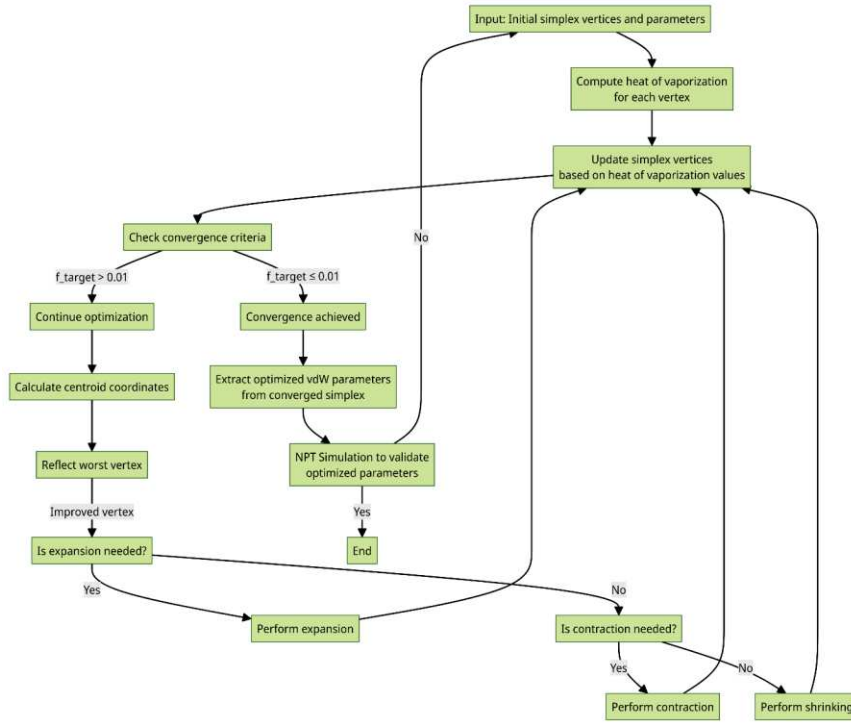 Input: Initial simplex vertices and parameters
Compute heat of vaporization
for each vertex
Update simplex vertices
based on heat of vaporization values
Check convergence criteria
No
f_target > 0.01
f_target ≤ 0.01
Continue optimization
Convergence achieved
Calculate centroid coordinates
Extract optimized vdW parameters
from converged simplex
Reflect worst vertex
NPT Simulation to validate
optimized parameters
Improved vertex
Yes
Is expansion needed?
End
Yes
No
Perform expansion
Is contraction needed?
Yes
No
Perform contraction
Perform shrinking